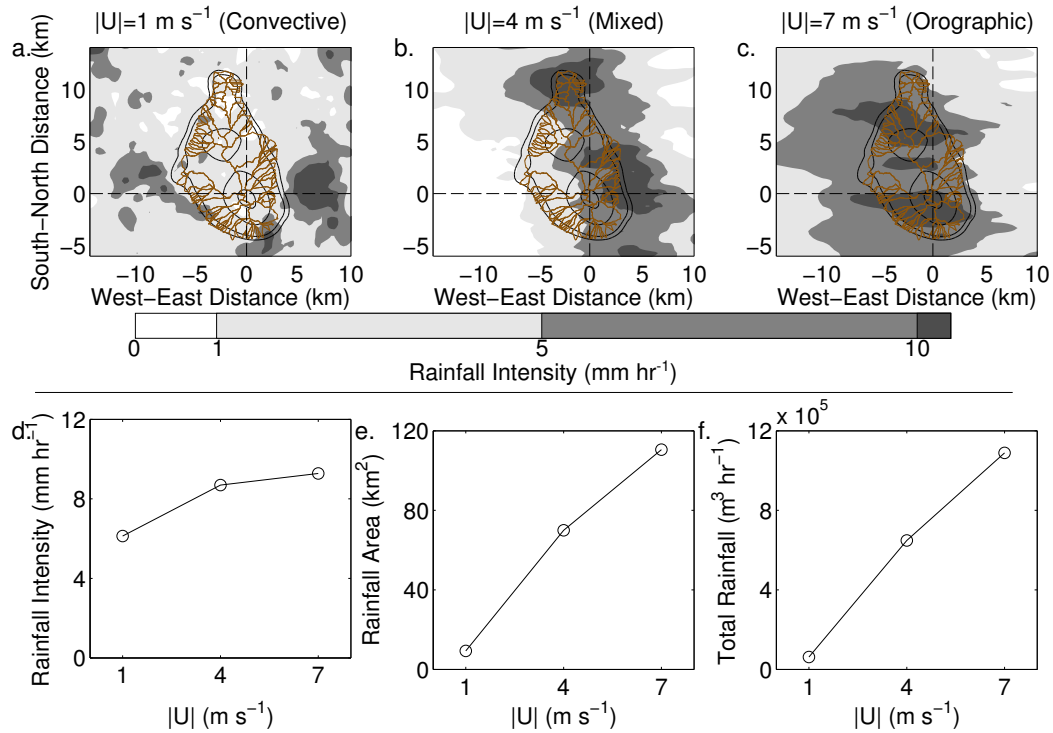 |U|=1 m s⁻¹ (Convective)
|U|=4 m s⁻¹ (Mixed)
|U|=7 m s⁻¹ (Orographic)
a.
b.
c.
South−North Distance (km)
10
5
0
−5
10
5
0
−5
10
5
0
−5
−10 −5 0 5 10
−10 −5 0 5 10
−10 −5 0 5 10
West−East Distance (km)
West−East Distance (km)
West−East Distance (km)
0 1 5 10
Rainfall Intensity (mm hr⁻¹)
d.
Rainfall Intensity (mm hr⁻¹)
12
8
4
0
1 4 7
|U| (m s⁻¹)
e.
Rainfall Area (km²)
120
80
40
0
1 4 7
|U| (m s⁻¹)
f.
x 10⁵
Total Rainfall (m³ hr⁻¹)
12
8
4
0
1 4 7
|U| (m s⁻¹)